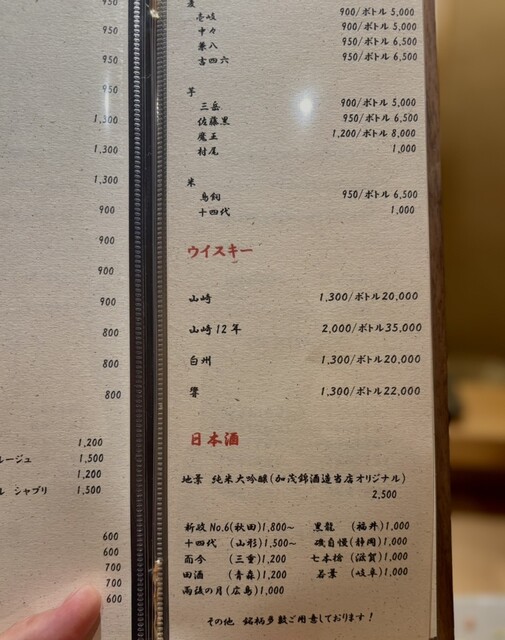 950
950
950
950
1,300
1,300
1,300
900
900
900
900
800
800
800
1,200
ルージュ 1,500
1,200
ル シャブリ 1,500
600
600
700
700
600
麦
壱岐 900/ボトル 5,000
中々 900/ボトル 5,000
兼八 950/ボトル 6,500
吉四六 950/ボトル 6,500
芋
三岳 900/ボトル 5,000
佐藤黒 950/ボトル 6,500
魔王 1,200/ボトル 8,000
村尾 1,000
米
鳥飼 950/ボトル 6,500
十四代 1,000
ウイスキー
山崎 1,300/ボトル20,000
山崎12年 2,000/ボトル35,000
白州 1,300/ボトル20,000
響 1,300/ボトル22,000
日本酒
地景 純米大吟醸(加茂錦酒造当店オリジナル)
2,500
新政 No.6(秋田)1,800~ 黒龍 (福井)1,000
十四代 (山形)1,500~ 磯自慢(静岡)1,000
而今 (三重)1,200 七本槍 (滋賀)1,000
田酒 (青森)1,200 若葉 (岐阜)1,000
雨後の月(広島)1,000
その他 銘柄多数ご用意しております!